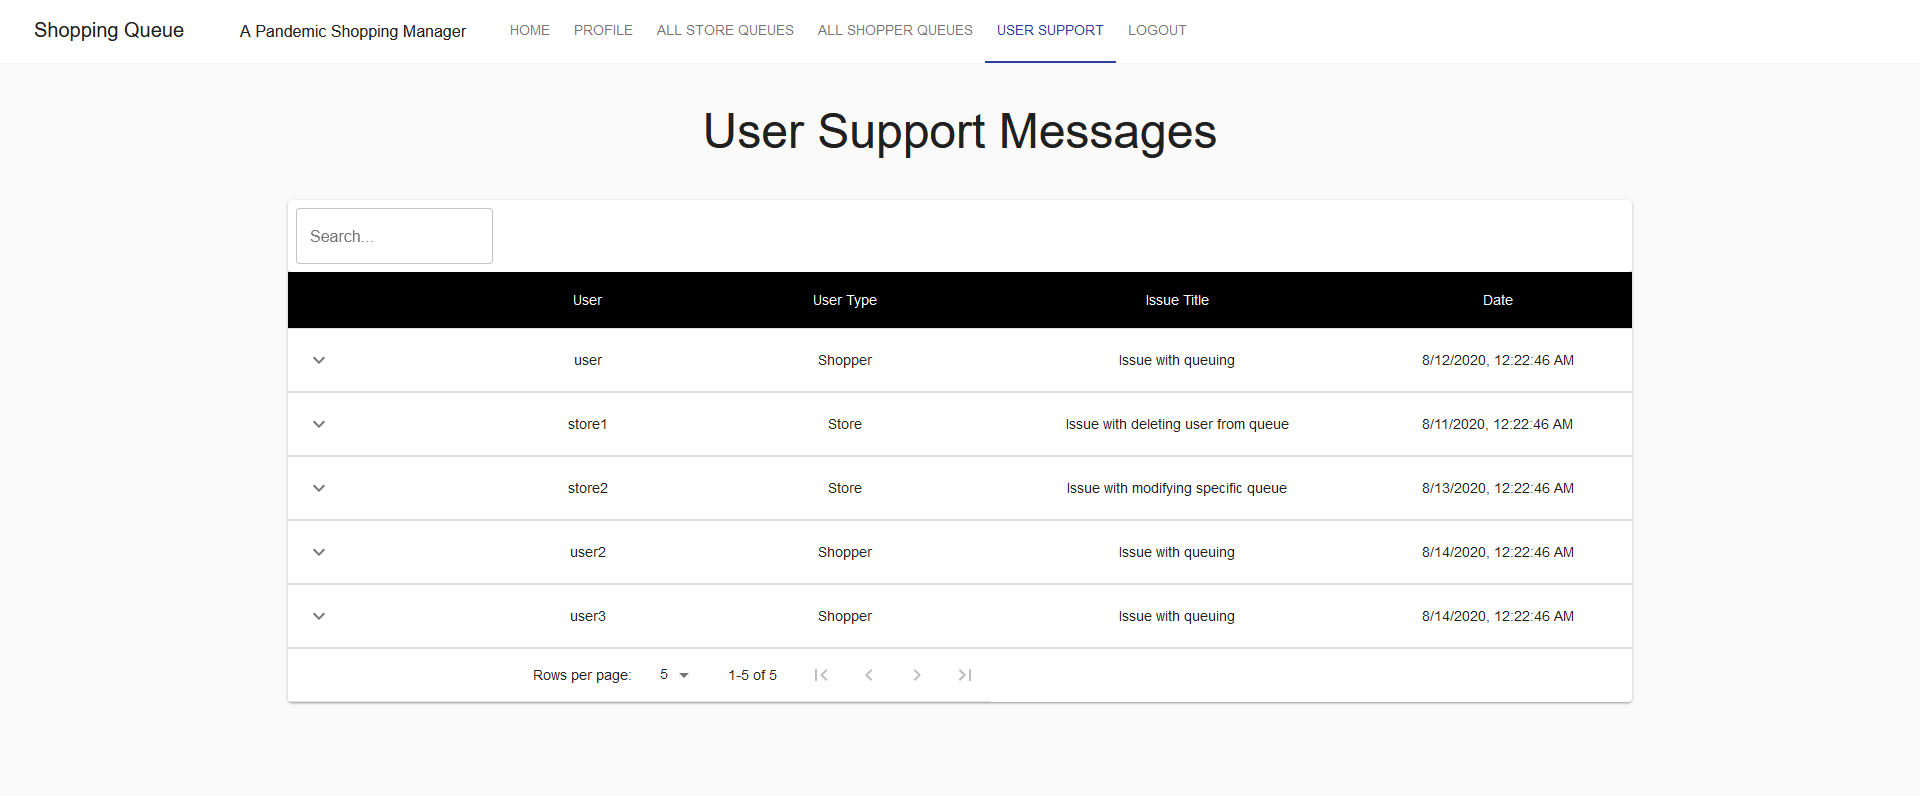 Shopping Queue A Pandemic Shopping Manager HOME PROFILE ALL STORE QUEUES ALL SHOPPER QUEUES USER SUPPORT LOGOUT
User Support Messages
Search...
User User Type Issue Title Date
user Shopper Issue with queuing 8/12/2020, 12:22:46 AM
store1 Store Issue with deleting user from queue 8/11/2020, 12:22:46 AM
store2 Store Issue with modifying specific queue 8/13/2020, 12:22:46 AM
user2 Shopper Issue with queuing 8/14/2020, 12:22:46 AM
user3 Shopper Issue with queuing 8/14/2020, 12:22:46 AM
Rows per page: 5 1-5 of 5